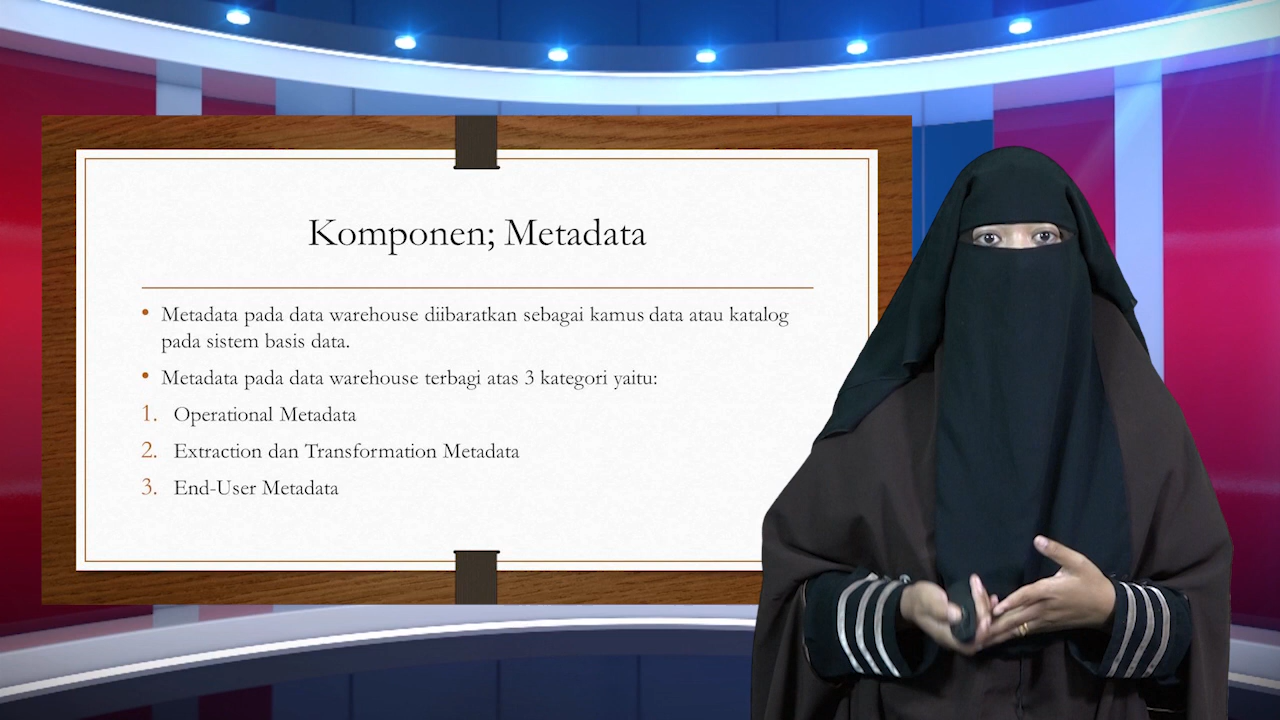 Komponen; Metadata
• Metadata pada data warehouse diibaratkan sebagai kamus data atau katalog
pada sistem basis data.
• Metadata pada data warehouse terbagi atas 3 kategori yaitu:
1. Operational Metadata
2. Extraction dan Transformation Metadata
3. End-User Metadata